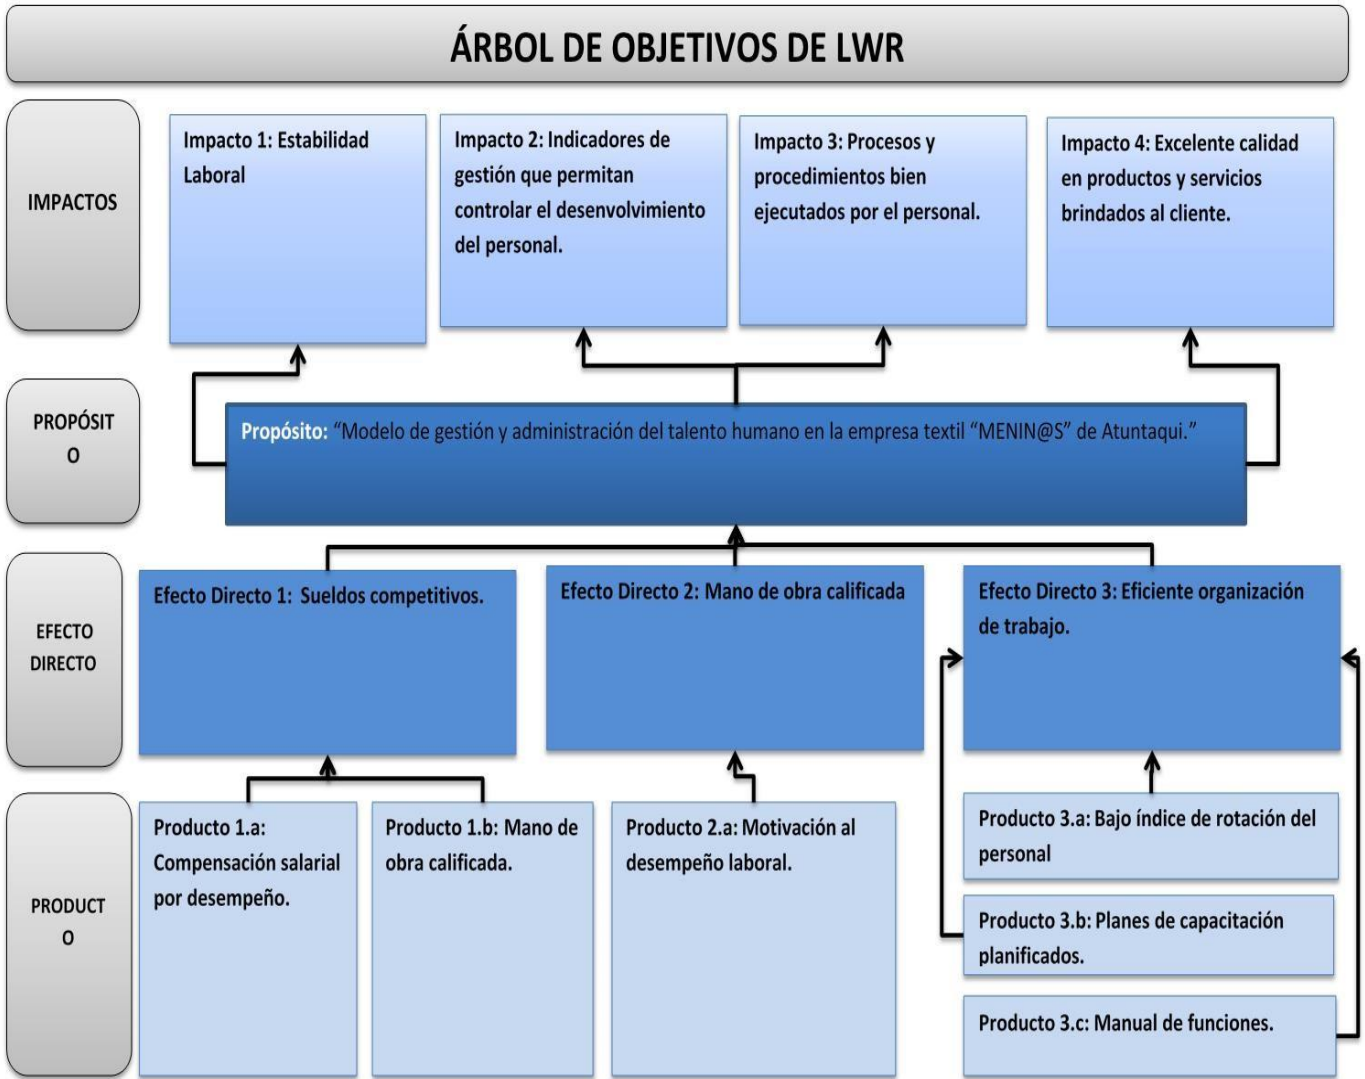 ÁRBOL DE OBJETIVOS DE LWR
IMPACTOS
Impacto 1: Estabilidad
Laboral
Impacto 2: Indicadores de
gestión que permitan
controlar el desenvolvimiento
del personal.
Impacto 3: Procesos y
procedimientos bien
ejecutados por el personal.
Impacto 4: Excelente calidad
en productos y servicios
brindados al cliente.
PROPÓSIT
O
Propósito: “Modelo de gestión y administración del talento humano en la empresa textil “MENIN@S” de Atuntaqui.”
EFECTO
DIRECTO
Efecto Directo 1: Sueldos competitivos.
Efecto Directo 2: Mano de obra calificada
Efecto Directo 3: Eficiente organización
de trabajo.
PRODUCT
O
Producto 1.a:
Compensación salarial
por desempeño.
Producto 1.b: Mano de
obra calificada.
Producto 2.a: Motivación al
desempeño laboral.
Producto 3.a: Bajo índice de rotación del
personal
Producto 3.b: Planes de capacitación
planificados.
Producto 3.c: Manual de funciones.